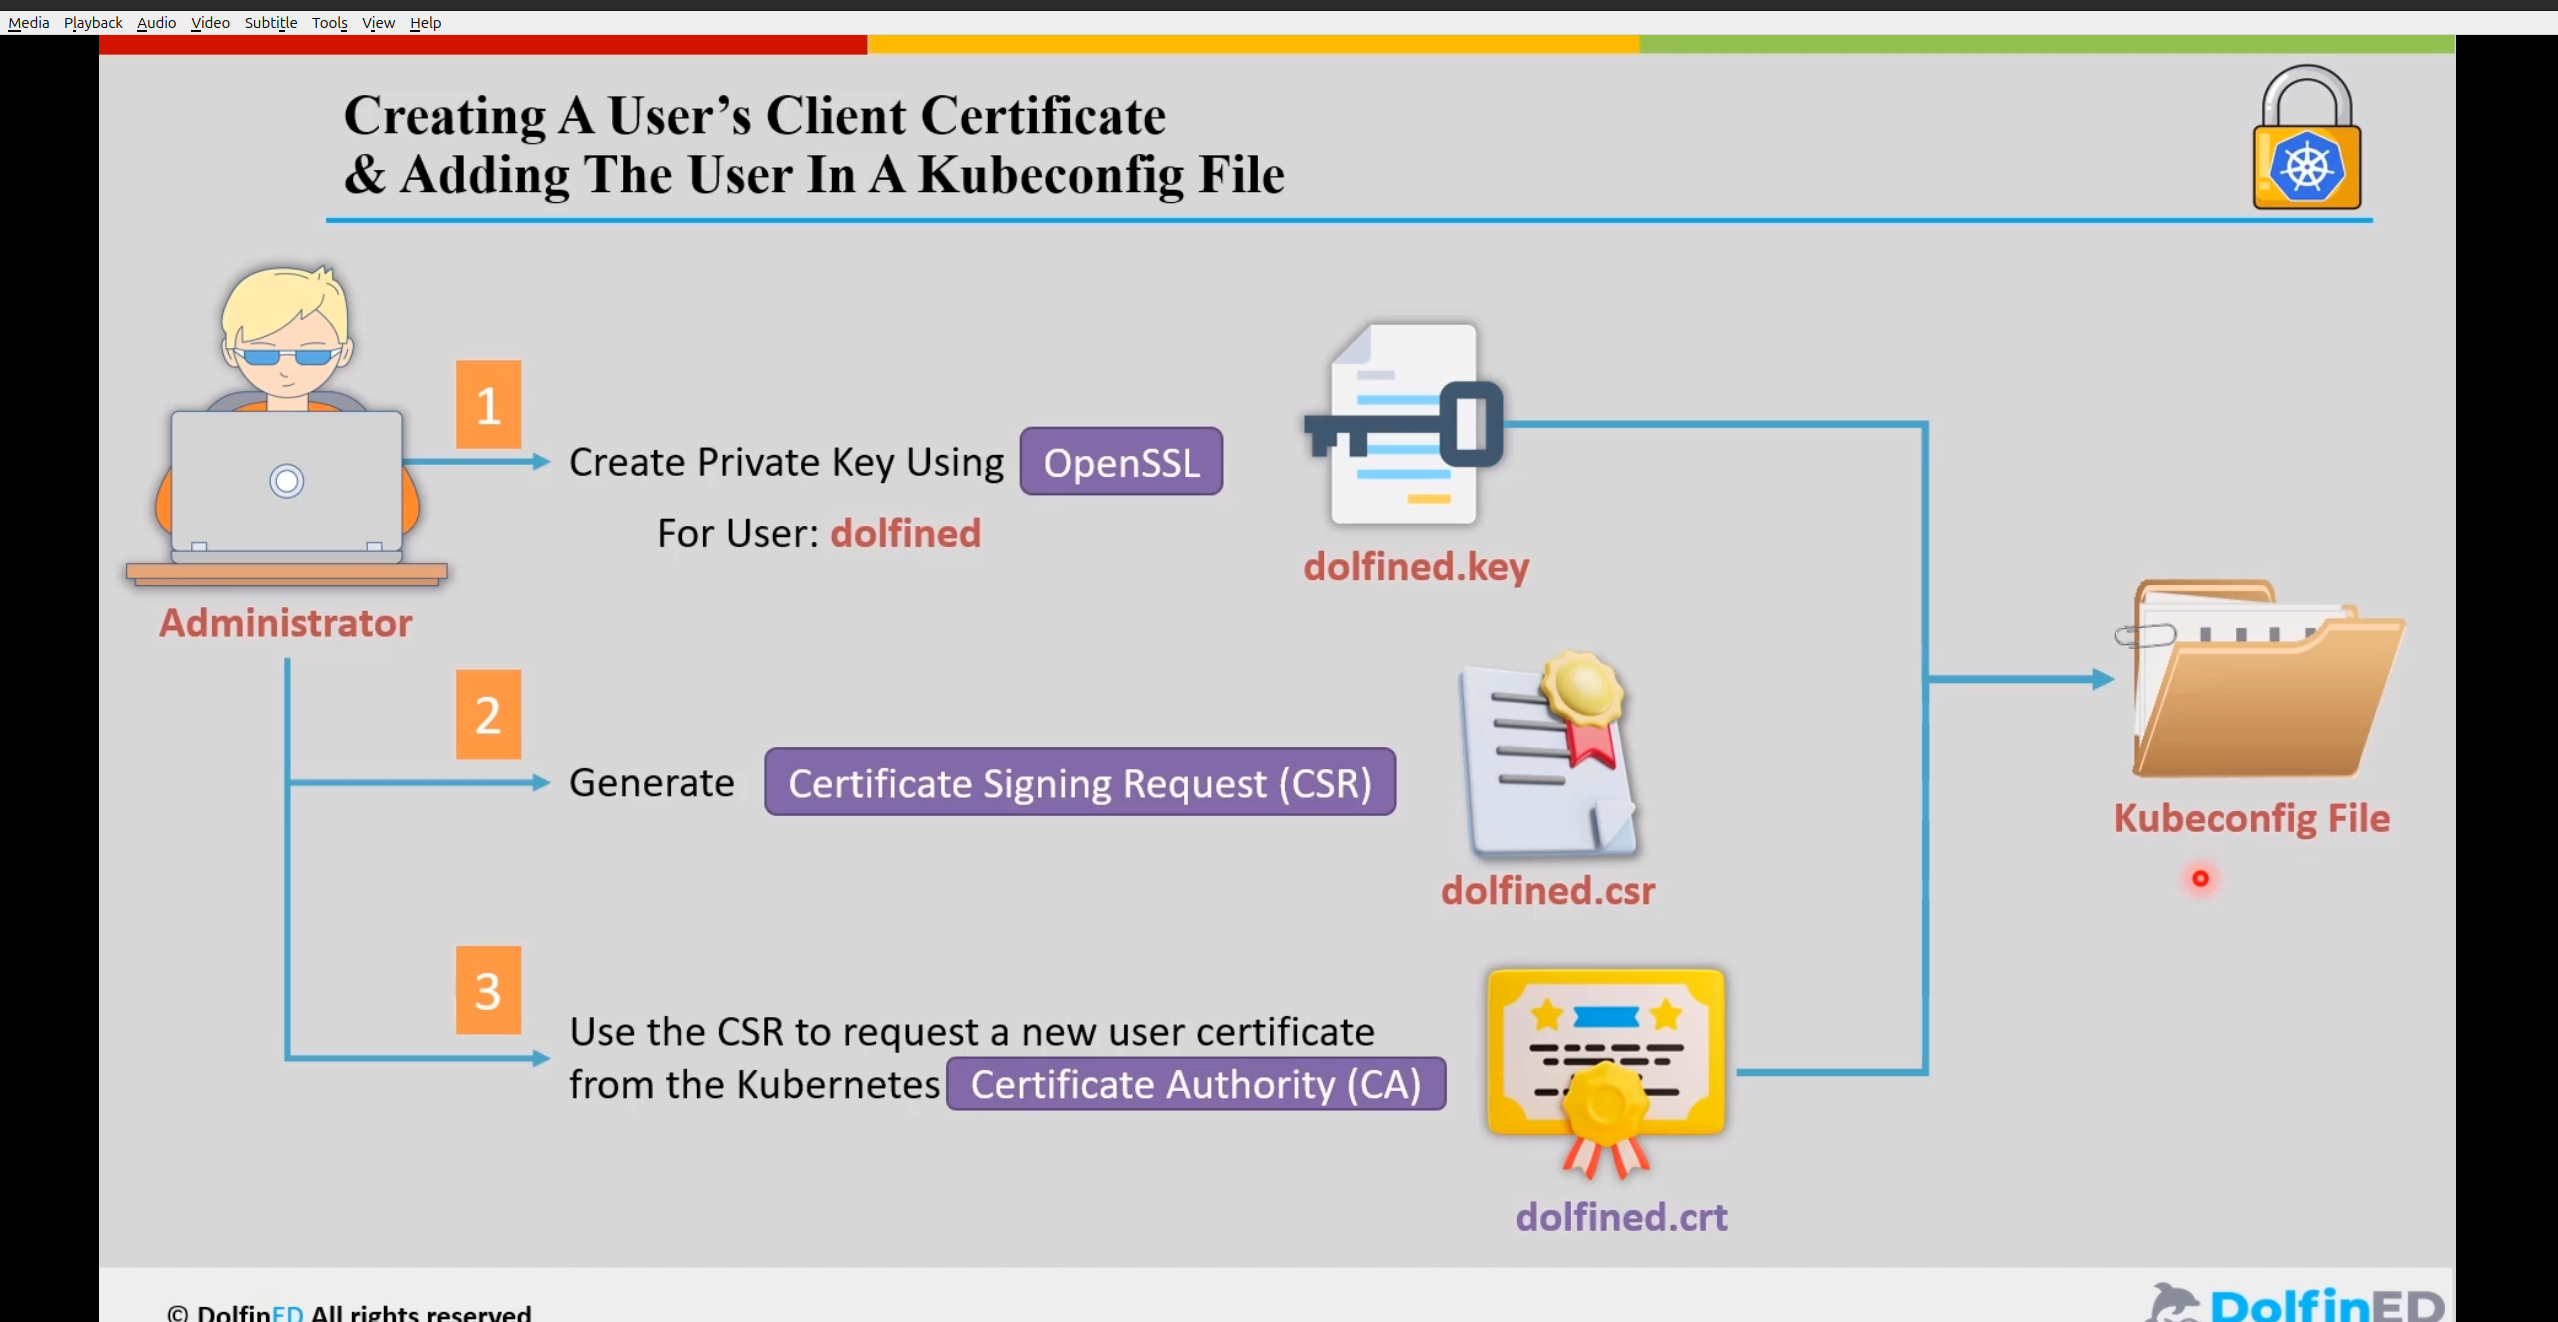 Media Playback Audio Video Subtitle Tools View Help
Creating A User’s Client Certificate
& Adding The User In A Kubeconfig File
1
Create Private Key Using OpenSSL
For User: dolfined
dolfined.key
Administrator
2
Generate Certificate Signing Request (CSR)
dolfined.csr
Kubeconfig File
3
Use the CSR to request a new user certificate
from the Kubernetes Certificate Authority (CA)
dolfined.crt
© DolfinED All rights reserved
DolfinED